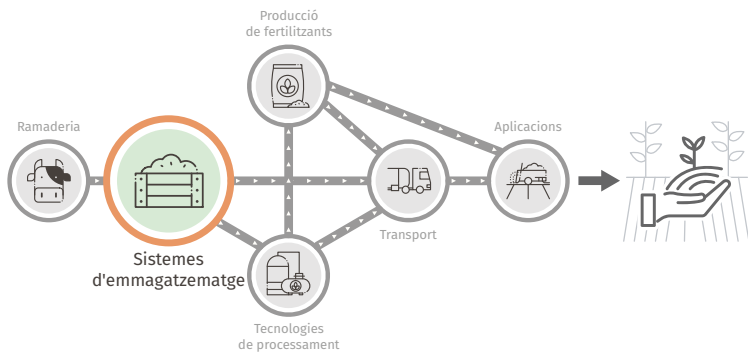 Producció
de fertilitzants
Ramaderia
Aplicacions
Transport
Sistemes
d'emmagatzematge
Tecnologies
de processament